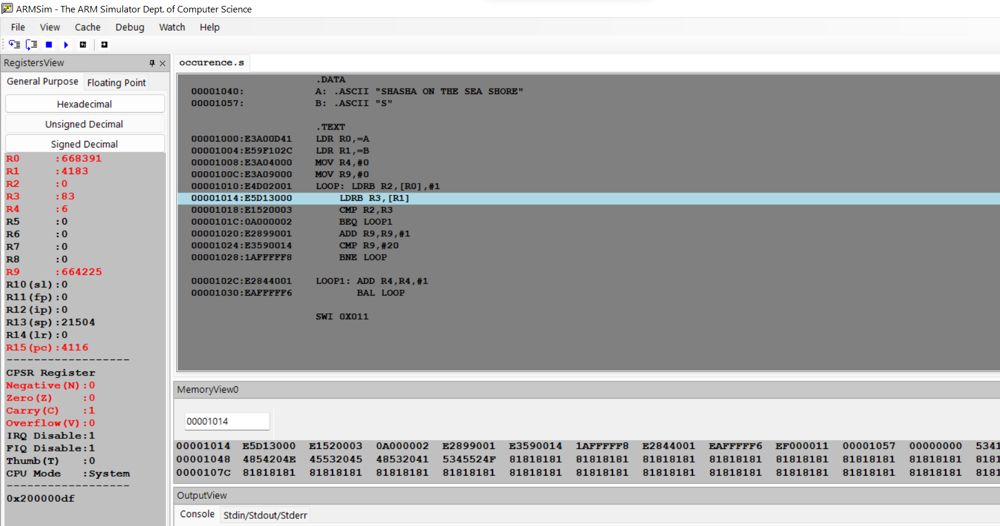 ARMSim - The ARM Simulator Dept. of Computer Science
File View Cache Debug Watch Help
RegistersView
General Purpose Floating Point
Hexadecimal
Unsigned Decimal
Signed Decimal
R0 :668391
R1 :4183
R2 :0
R3 :83
R4 :6
R5 :0
R6 :0
R7 :0
R8 :0
R9 :664225
R10(sl):0
R11(fp):0
R12(ip):0
R13(sp):21504
R14(lr):0
R15(pc):4116
------------------
CPSR Register
Negative(N):0
Zero(Z) :0
Carry(C) :1
Overflow(V):0
IRQ Disable:1
FIQ Disable:1
Thumb(T) :0
CPU Mode :System
------------------
0x200000df
occurence.s
.DATA
00001040: A: .ASCII "SHASHA ON THE SEA SHORE"
00001057: B: .ASCII "S"
.TEXT
00001000:E3A00D41 LDR R0,=A
00001004:E59F102C LDR R1,=B
00001008:E3A04000 MOV R4,#0
0000100C:E3A09000 MOV R9,#0
00001010:E4D02001 LOOP: LDRB R2,[R0],#1
00001014:E5D13000 LDRB R3,[R1]
00001018:E1520003 CMP R2,R3
0000101C:0A000002 BEQ LOOP1
00001020:E2899001 ADD R9,R9,#1
00001024:E3590014 CMP R9,#20
00001028:1AFFFFF8 BNE LOOP
0000102C:E2844001 LOOP1: ADD R4,R4,#1
00001030:EAFFFFF6 BAL LOOP
SWI 0X011
MemoryView0
00001014
00001014 E5D13000 E1520003 0A000002 E2899001 E3590014 1AFFFFF8 E2844001 EAFFFFF6 EF000011 00001057 00000000 5341
00001048 4854204E 45532045 48532041 5345524F 81818181 81818181 81818181 81818181 81818181 81818181 81818181 8181
0000107C 81818181 81818181 81818181 81818181 81818181 81818181 81818181 81818181 81818181 81818181 81818181 8181
OutputView
Console Stdin/Stdout/Stderr